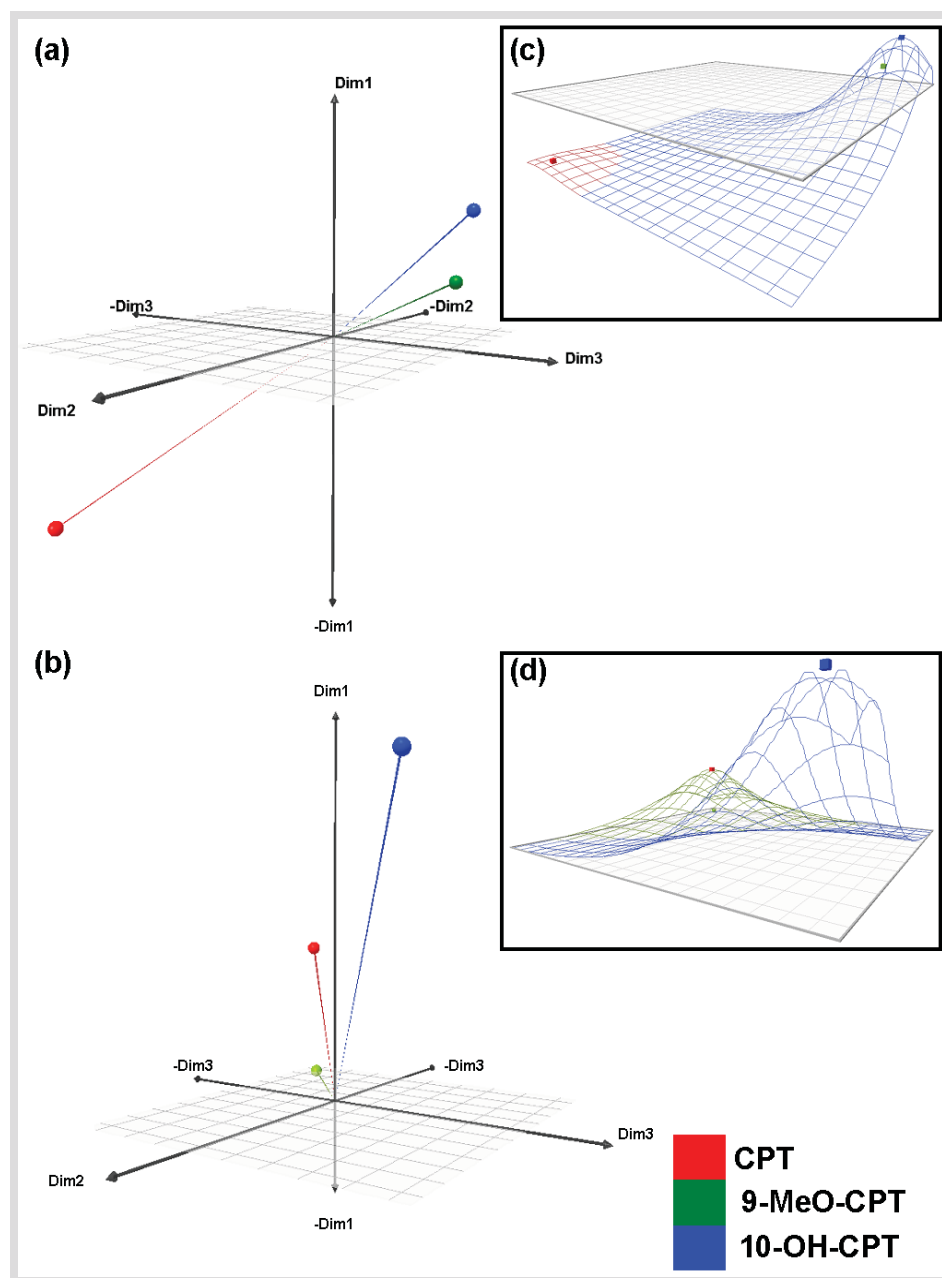 (a)
Dim1
-Dim3
-Dim2
Dim3
Dim2
-Dim1
(c)
(b)
Dim1
-Dim3
-Dim3
Dim3
Dim2
-Dim1
(d)
CPT
9-MeO-CPT
10-OH-CPT